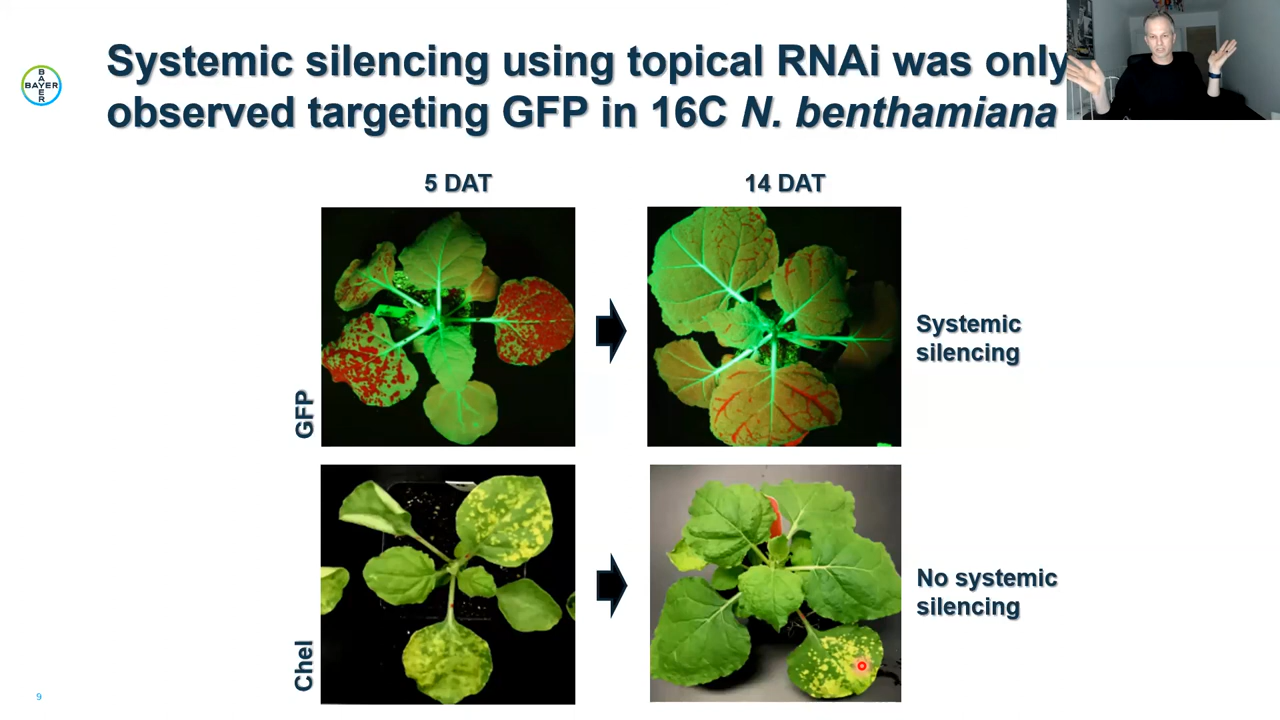 Systemic silencing using topical RNAi was only
observed targeting GFP in 16C N. benthamiana
BAYER
BAYER
5 DAT
14 DAT
GFP
Systemic
silencing
Chel
No systemic
silencing
9